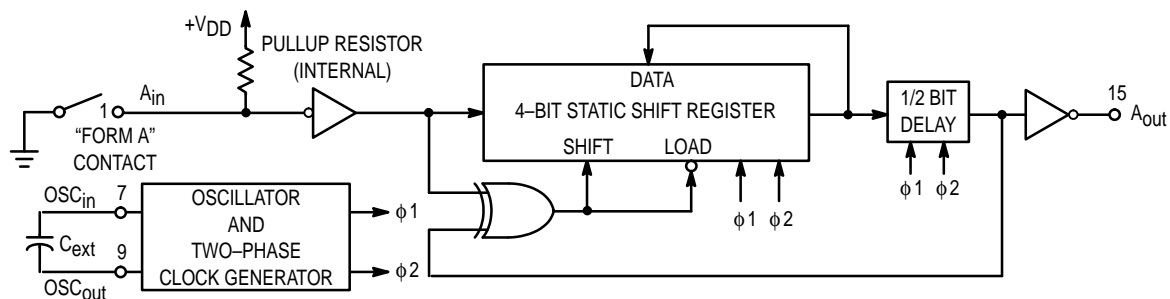 +VDD
PULLUP RESISTOR
(INTERNAL)
1 Ain
"FORM A"
CONTACT
DATA
4–BIT STATIC SHIFT REGISTER
SHIFT LOAD
ϕ1 ϕ2
1/2 BIT
DELAY
ϕ1 ϕ2
15
Aout
OSCin 7
Cext
9
OSCout
OSCILLATOR
AND
TWO–PHASE
CLOCK GENERATOR
ϕ1
ϕ2